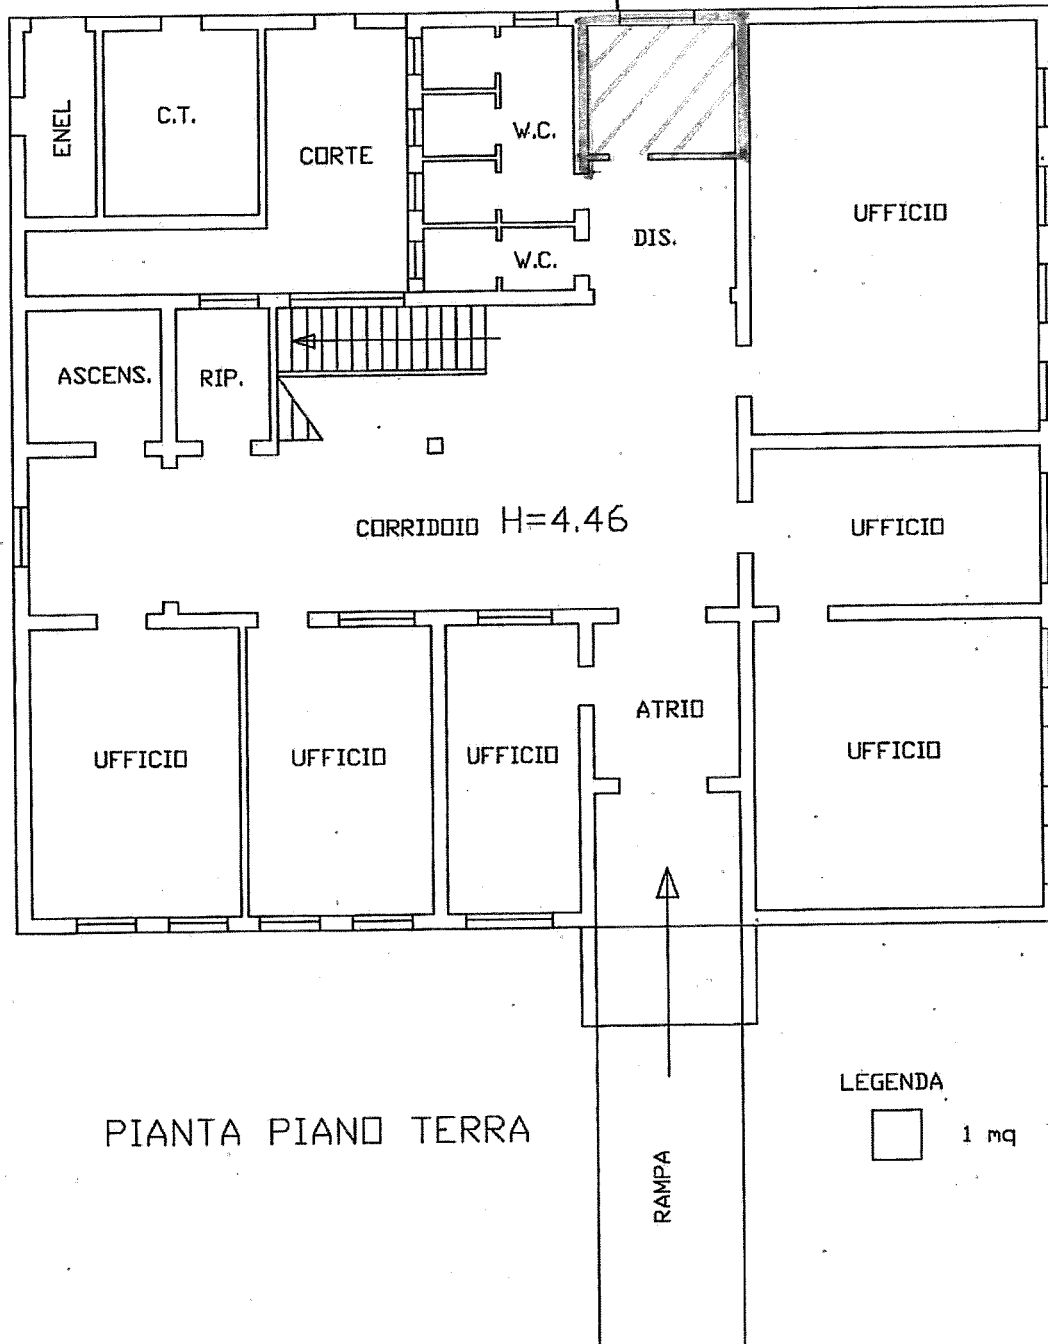 ENEL
C.T.
CORTE
W.C.
UFFICIO
DIS.
W.C.
ASCENS.
RIP.
CORRIDOIO H=4.46
UFFICIO
ATRIO
UFFICIO
UFFICIO
UFFICIO
UFFICIO
LEGENDA
PIANTA PIANO TERRA
1 mq
RAMPA